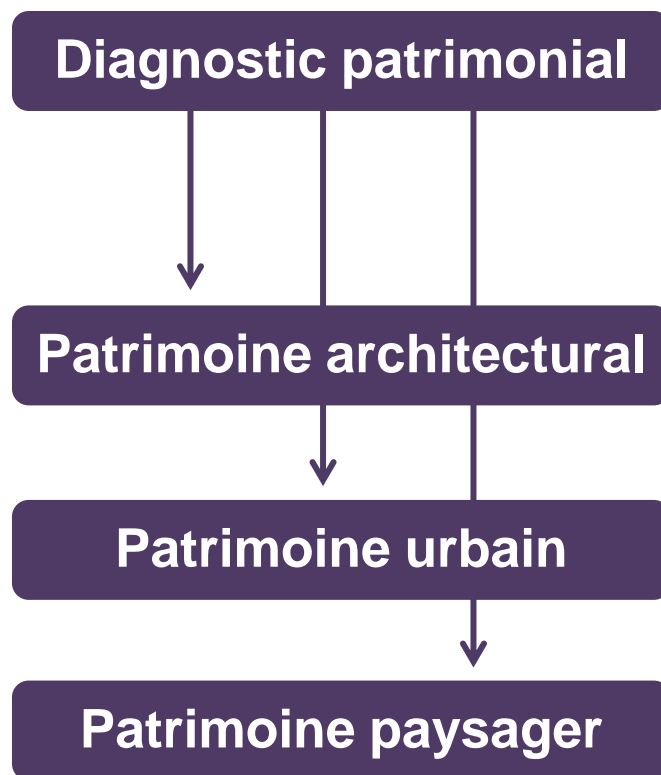 Diagnostic patrimonial
Patrimoine architectural
Patrimoine urbain
Patrimoine paysager